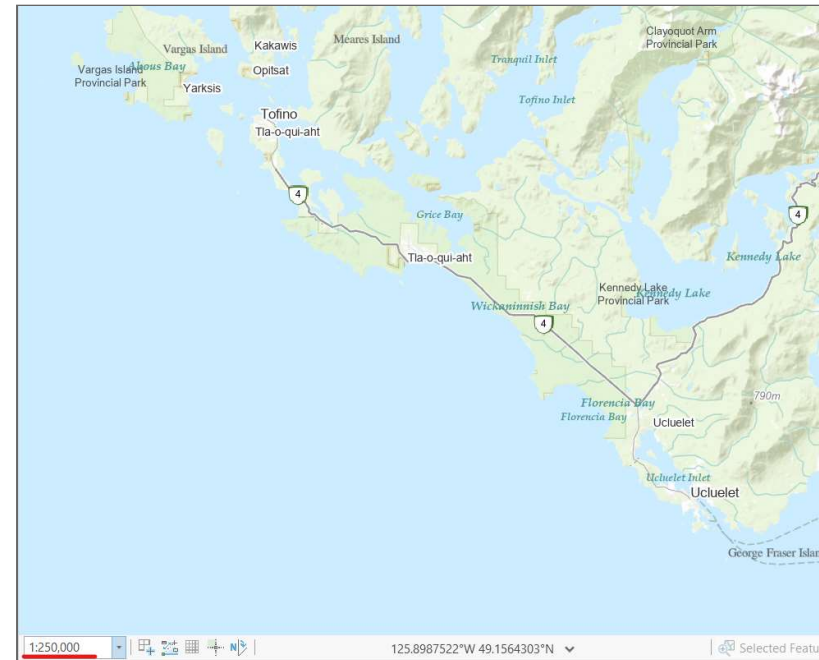 Clayoquot Arm
Provincial Park
Meares Island
Kakawis
Vargas Island
Tranquil Inlet
Ahous Bay
Vargas Island
Provincial Park
Opitsat
Yarksis
Tofino Inlet
Tofino
Tla-o-qui-aht
4
4
Grice Bay
Tla-o-qui-aht
Kennedy Lake
Kennedy Lake
Provincial Park
Kennedy Lake
Wickaninnish Bay
4
790m
Florencia Bay
Florencia Bay
Ucluelet
Ucluelet Inlet
Ucluelet
George Fraser Islan
1:250,000
N
125.8987522°W 49.1564303°N
Selected Featu